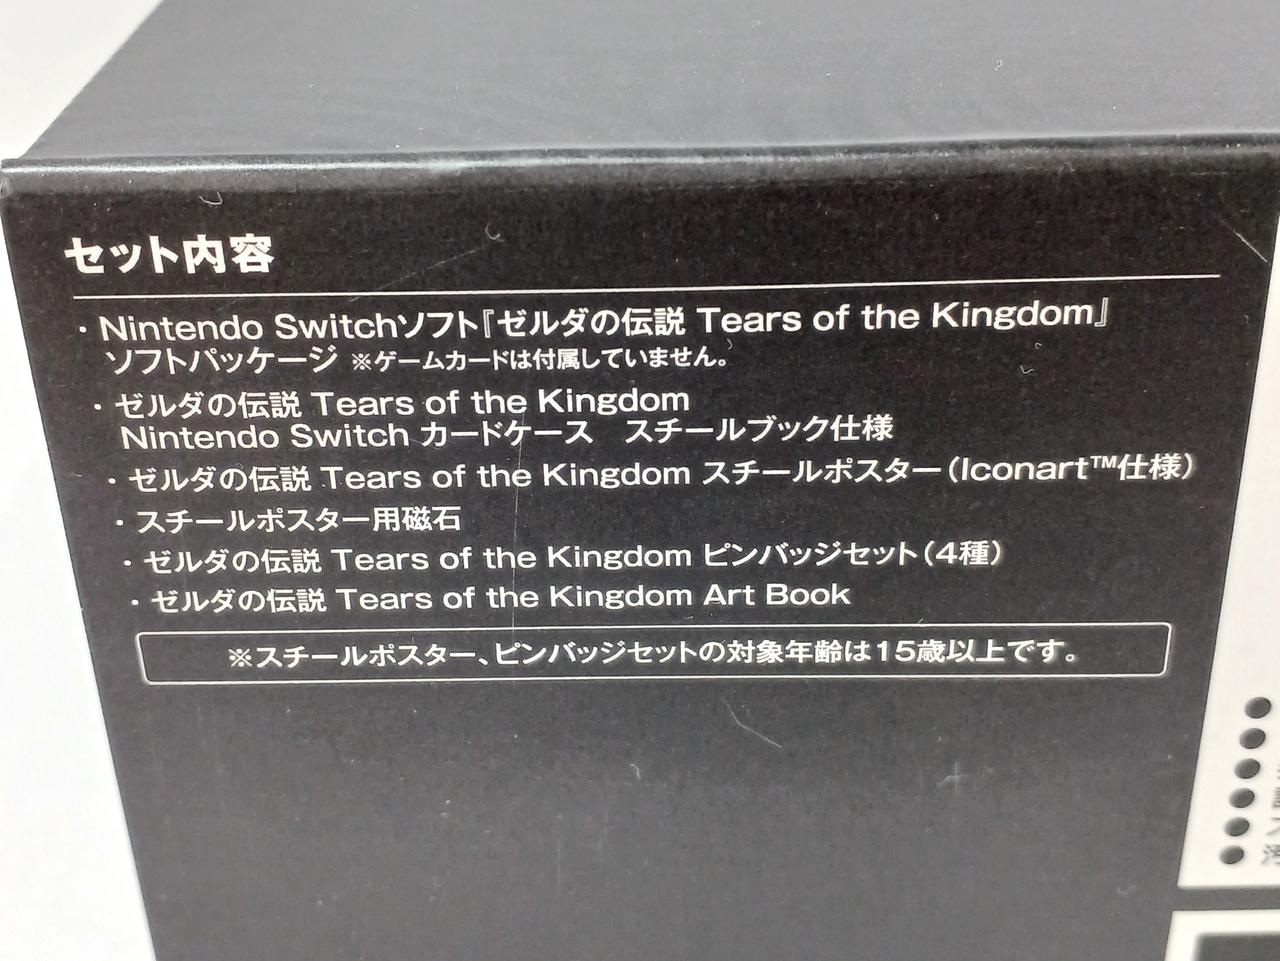 セット内容
・Nintendo Switchソフト『ゼルダの伝説 Tears of the Kingdom』
ソフトパッケージ ※ゲームカードは付属していません。
・ゼルダの伝説 Tears of the Kingdom
Nintendo Switch カードケース　スチールブック仕様
・ゼルダの伝説 Tears of the Kingdom スチールポスター（Iconart™仕様）
・スチールポスター用磁石
・ゼルダの伝説 Tears of the Kingdom ピンバッジセット（4種）
・ゼルダの伝説 Tears of the Kingdom Art Book
※スチールポスター、ピンバッジセットの対象年齢は15歳以上です。